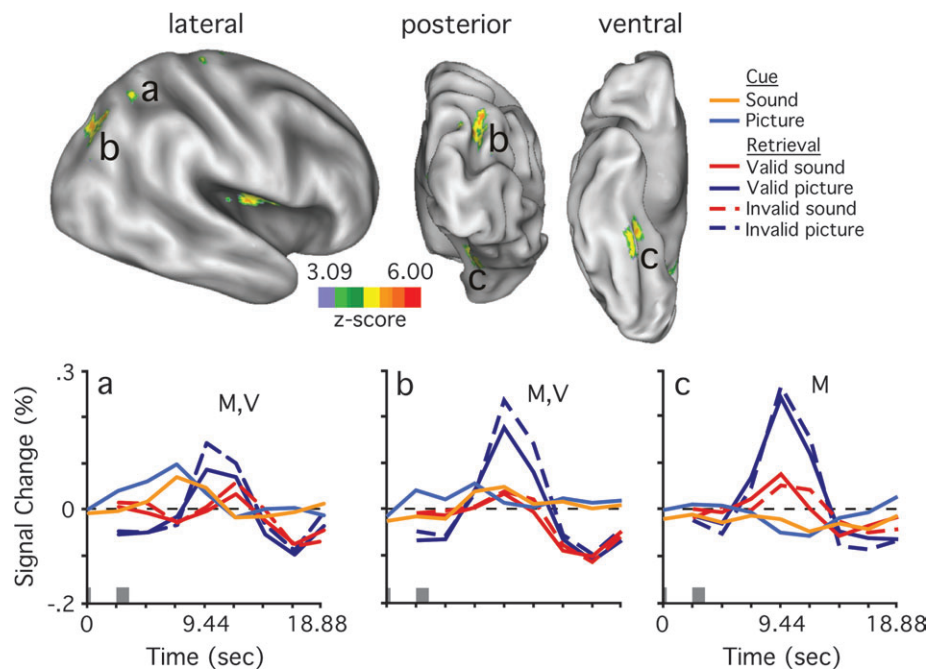 lateral
posterior
ventral
a
b
b
c
c
3.09 6.00
z-score
Cue
Sound
Picture
Retrieval
Valid sound
Valid picture
Invalid sound
Invalid picture
Signal Change (%)
.3
0
-.2
a
M,V
b
M,V
c
M
0 9.44 18.88
0 9.44 18.88
Time (sec)
Time (sec)